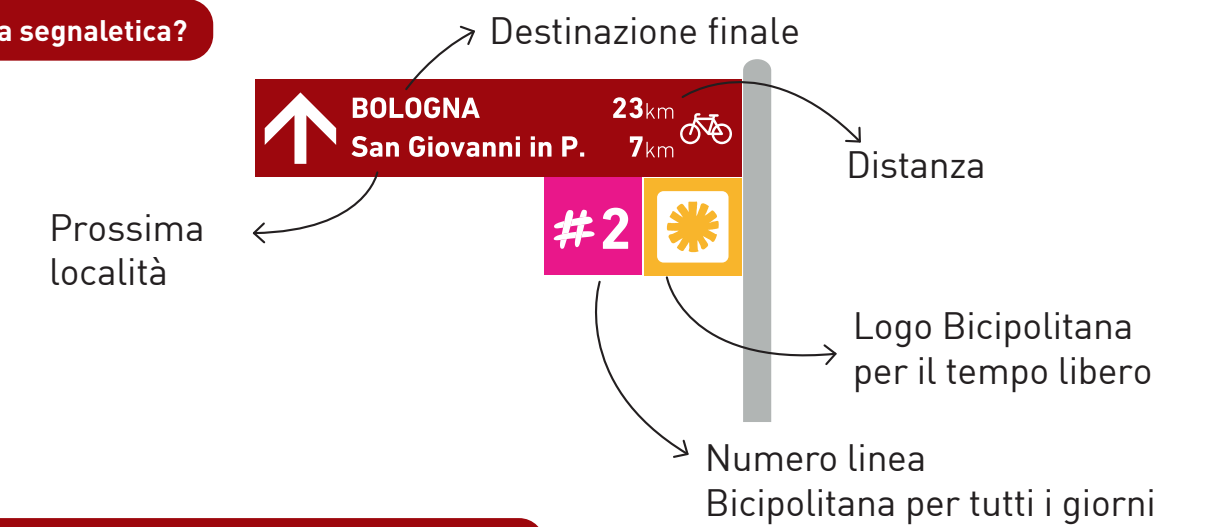 a segnaletica?
Destinazione finale
BOLOGNA 23km
San Giovanni in P. 7km
Distanza
Prossima
località
#2
Logo Bicipolitana
per il tempo libero
Numero linea
Bicipolitana per tutti i giorni